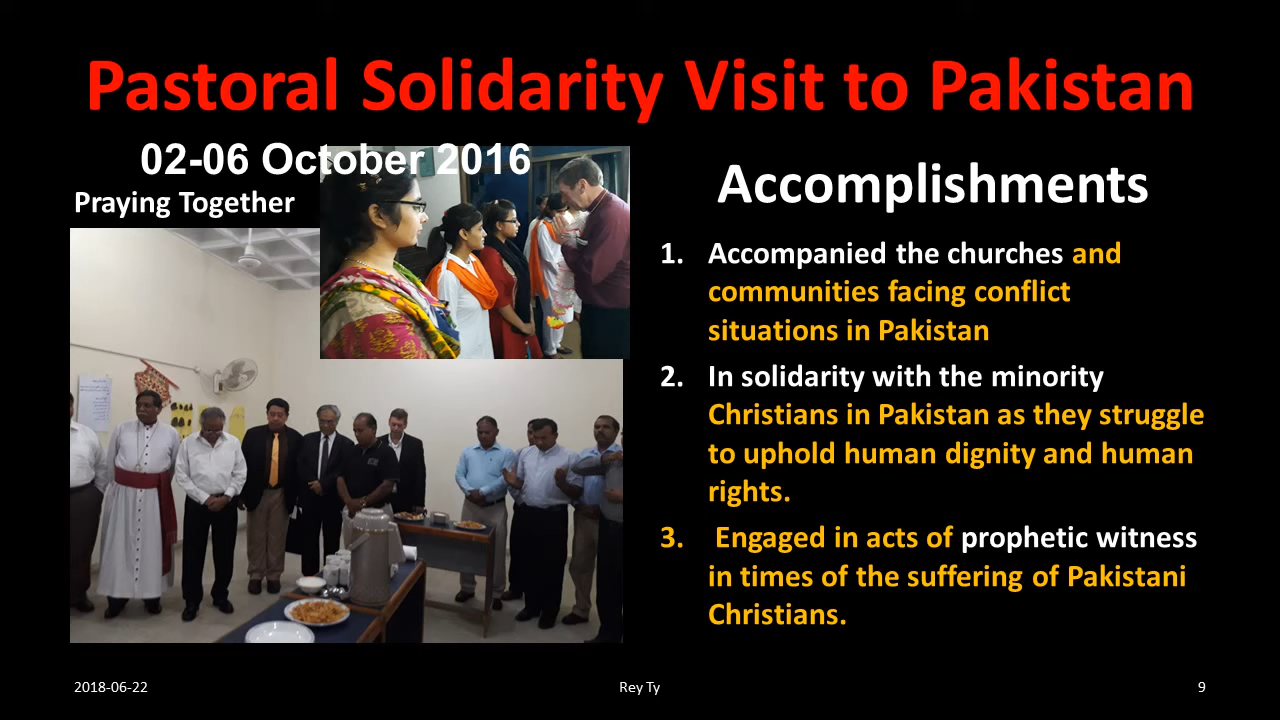 Pastoral Solidarity Visit to Pakistan
02-06 October 2016
Praying Together
Accomplishments
1. Accompanied the churches and
communities facing conflict
situations in Pakistan
2. In solidarity with the minority
Christians in Pakistan as they struggle
to uphold human dignity and human
rights.
3. Engaged in acts of prophetic witness
in times of the suffering of Pakistani
Christians.
2018-06-22
Rey Ty
9